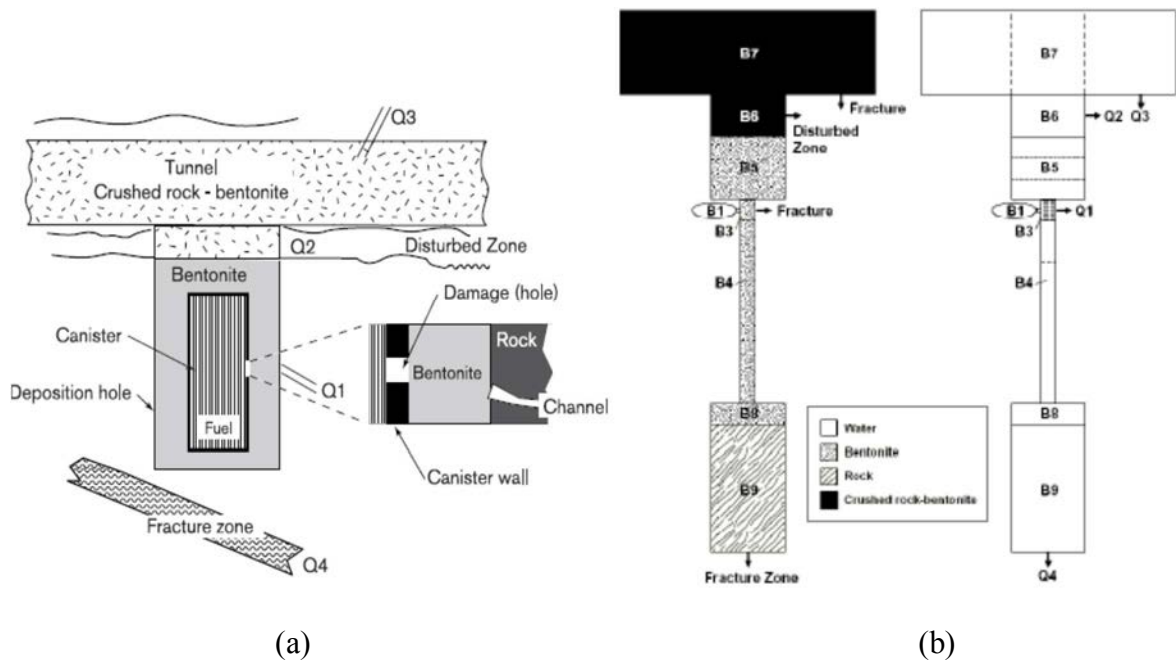 Q3
Tunnel
Crushed rock - bentonite
Q2
Disturbed Zone
Bentonite
Damage (hole)
Canister
Rock
Bentonite
Q1
Deposition hole
Channel
Fuel
Canister wall
Fracture zone
Q4
(a)
B7
Fracture
B6
Disturbed
Zone
B5
B1
Fracture
B3
B4
B8
B9
Fracture Zone
Water
Bentonite
Rock
Crushed rock-bentonite
B7
B6
Q2
Q3
B5
B1
Q1
B3
B4
B8
B9
Q4
(b)